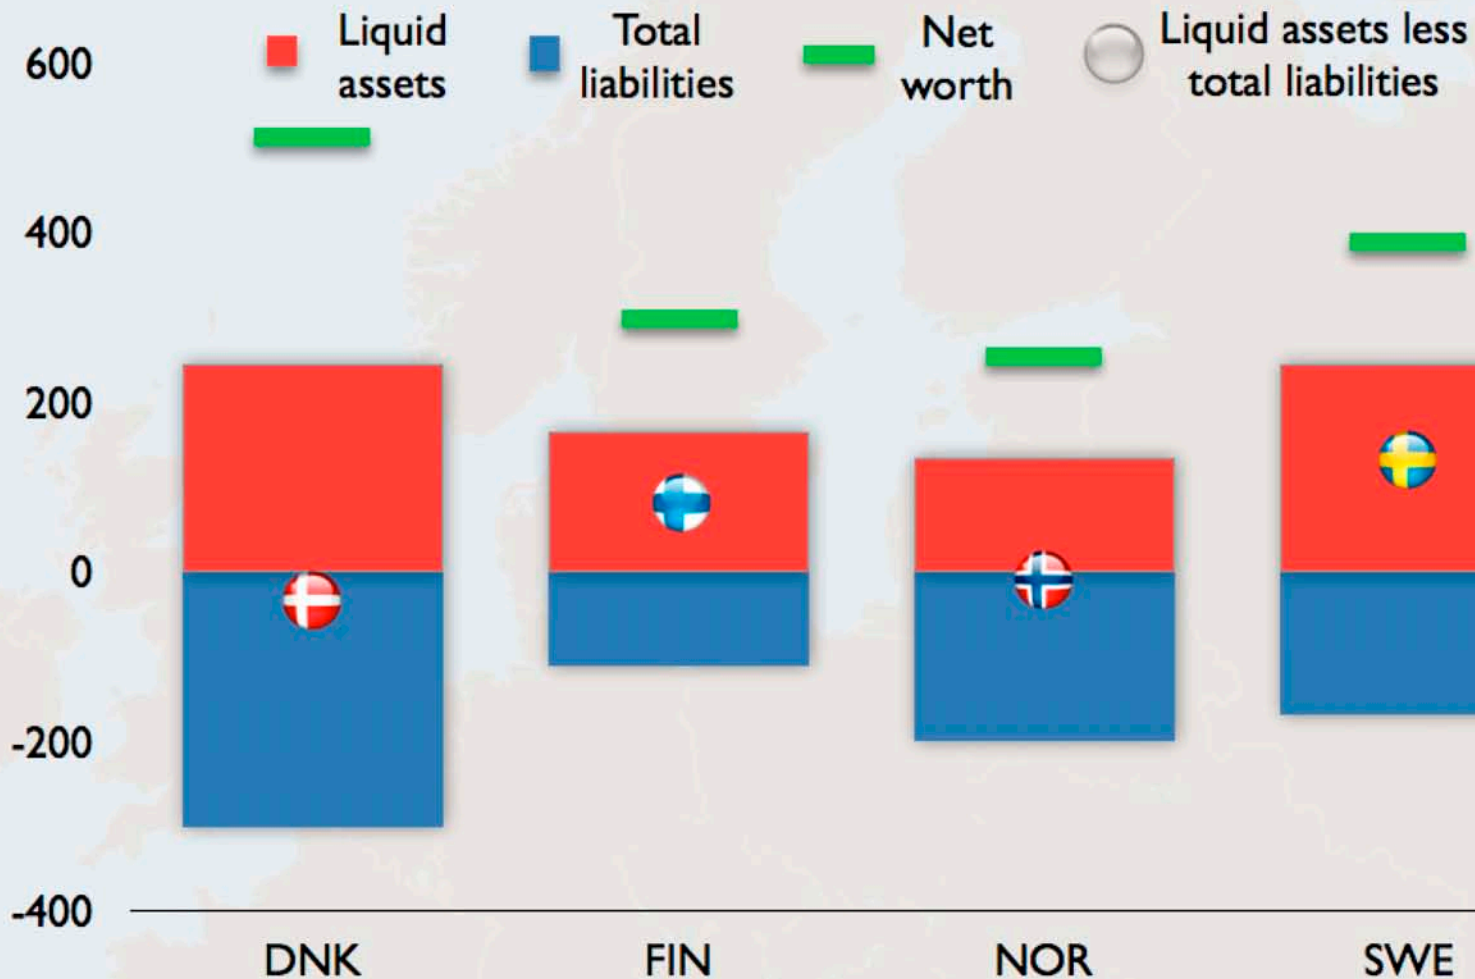 Liquid
assets
Total
liabilities
Net
worth
Liquid assets less
total liabilities
600
400
200
0
-200
-400
DNK
FIN
NOR
SWE